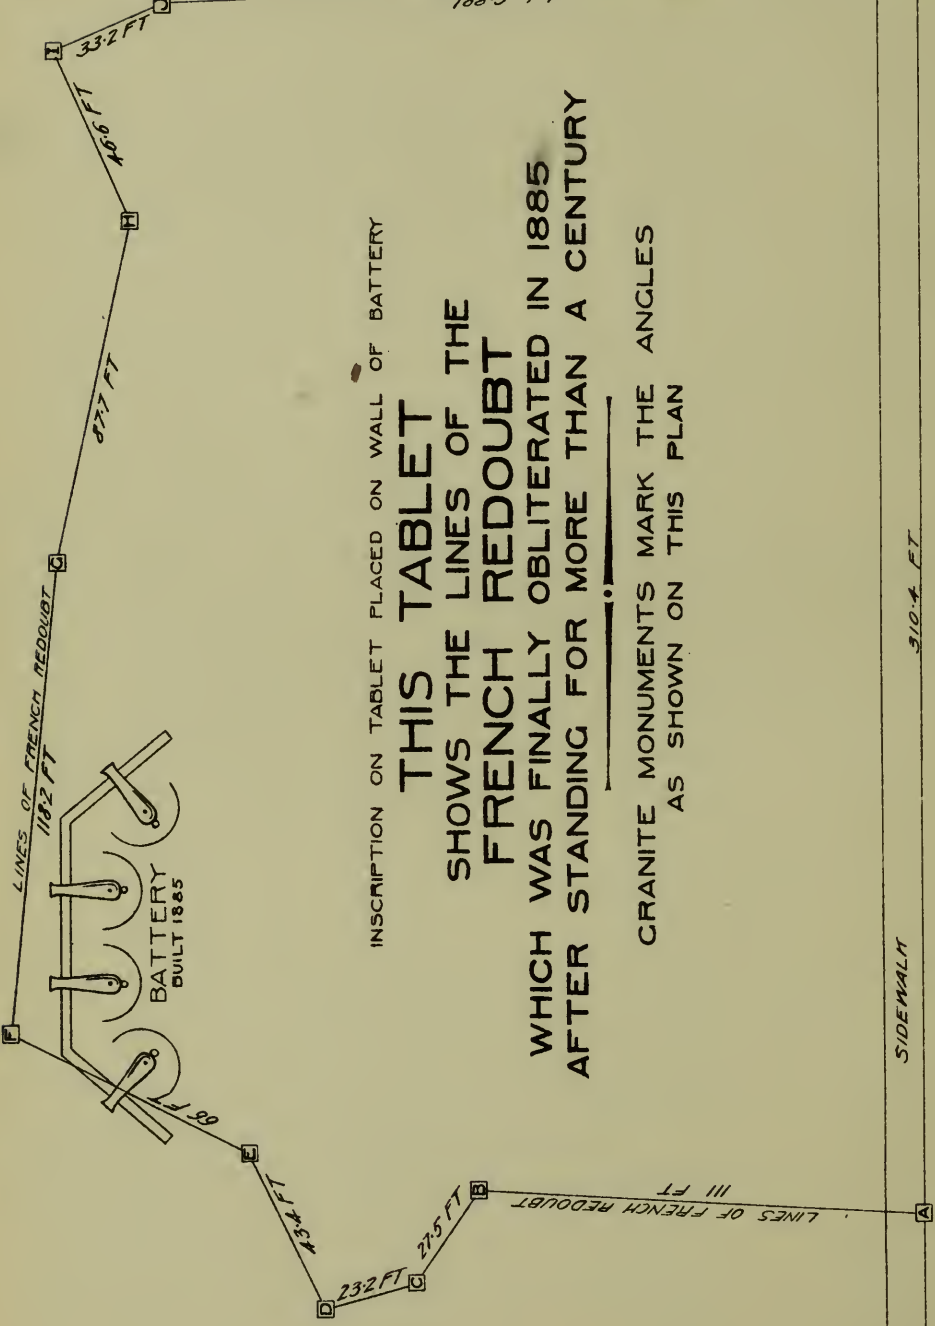 LINES OF FRENCH REDOUBT
118.2 FT
87.7 FT
46.6 FT
33.2 FT
I
H
G
F
E
D
C
B
A
BATTERY
BUILT 1885
66 FT
43.4 FT
23.2 FT
27.5 FT
LINES OF FRENCH REDOUBT
111 FT
INSCRIPTION ON TABLET PLACED ON WALL OF BATTERY
THIS TABLET
SHOWS THE LINES OF THE
FRENCH REDOUBT
WHICH WAS FINALLY OBLITERATED IN 1885
AFTER STANDING FOR MORE THAN A CENTURY
GRANITE MONUMENTS MARK THE ANGLES
AS SHOWN ON THIS PLAN
SIDEWALK
310.4 FT